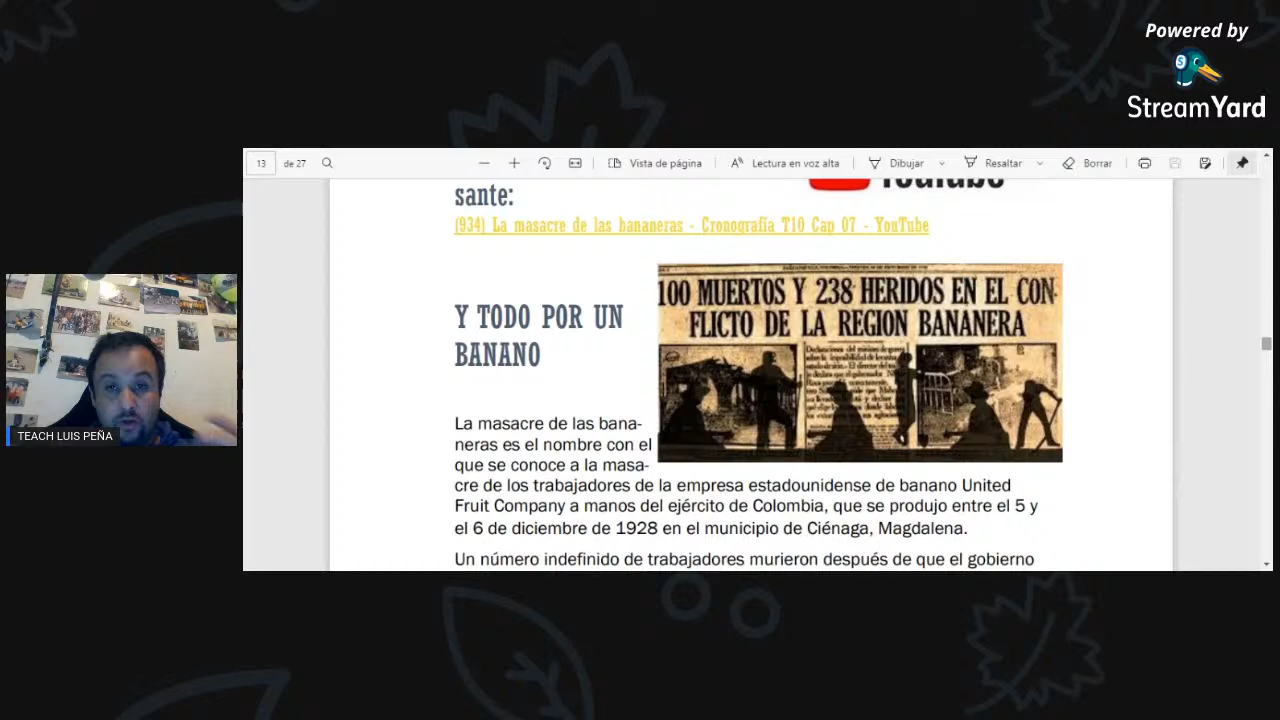 Powered by
StreamYard
13 de 27
Vista de página
Lectura en voz alta
Dibujar
Resaltar
Borrar
sante:
YouTube
(934) La masacre de las bananeras - Cronografía T10 Cap 07 - YouTube
100 MUERTOS Y 238 HERIDOS EN EL CON-
FLICTO DE LA REGION BANANERA
Y TODO POR UN
BANANO
La masacre de las bana-
neras es el nombre con el
que se conoce a la masa-
cre de los trabajadores de la empresa estadounidense de banano United
Fruit Company a manos del ejército de Colombia, que se produjo entre el 5 y
el 6 de diciembre de 1928 en el municipio de Ciénaga, Magdalena.
Un número indefinido de trabajadores murieron después de que el gobierno
TEACH LUIS PEÑA